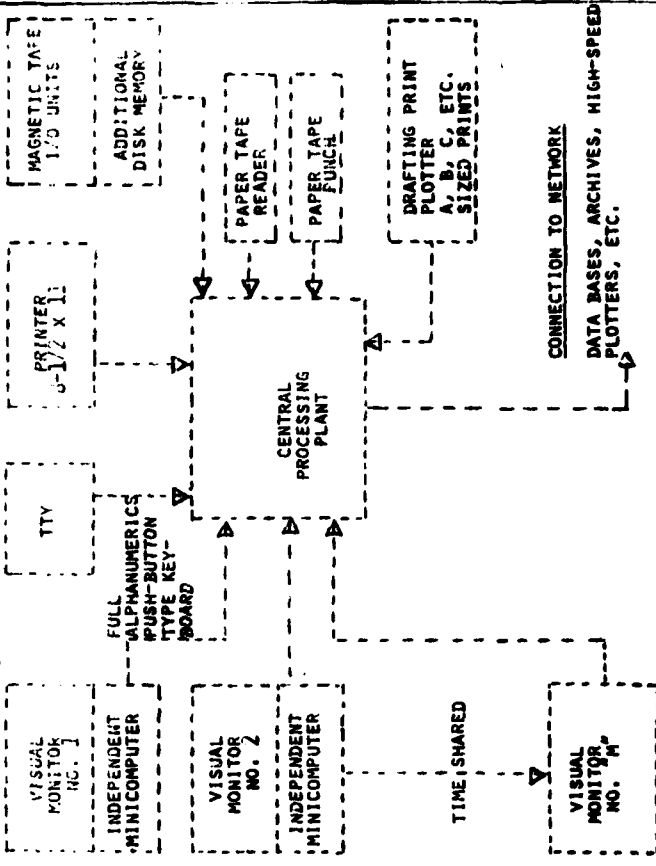 MAGNETIC TAPE
I/O UNITS
ADDITIONAL
DISK MEMORY
PRINTER
8-1/2 X 11
TTY
VISUAL
MONITOR
NO. 1
INDEPENDENT
MINICOMPUTER
FULL
ALPHANUMERICS
PUSH-BUTTON
TYPE KEY-
BOARD
PAPER TAPE
READER
PAPER TAPE
PUNCH
VISUAL
MONITOR
NO. 2
INDEPENDENT
MINICOMPUTER
CENTRAL
PROCESSING
PLANT
DRAFTING PRINT
PLOTTER
A, B, C, ETC.
SIZED PRINTS
TIME SHARED
VISUAL
MONITOR
NO. "M"
CONNECTION TO NETWORK
DATA BASES, ARCHIVES, HIGH-SPEED
PLOTTERS, ETC.